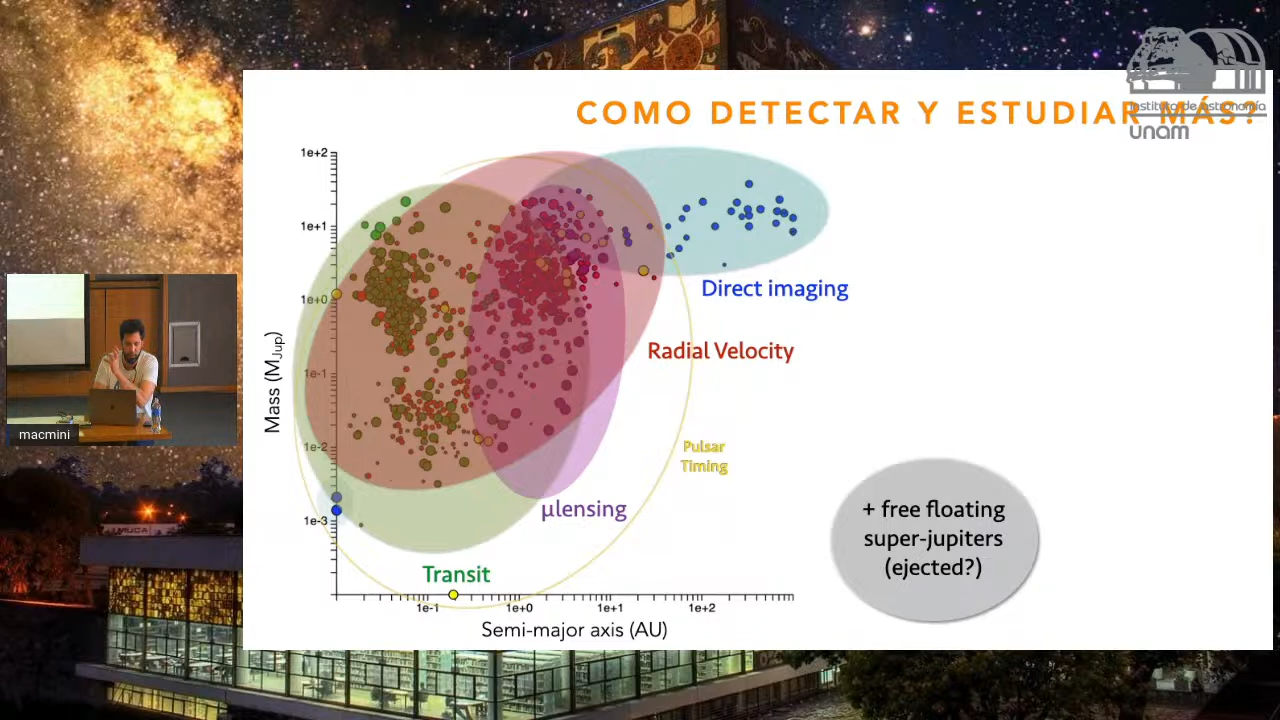 COMO DETECTAR Y ESTUDIAR MÁS?
instituto de astronomía
unam
1e+2
1e+1
1e+0
1e-1
1e-2
1e-3
Mass (MJup)
Direct imaging
Radial Velocity
Pulsar
Timing
µlensing
Transit
1e-1
1e+0
1e+1
1e+2
Semi-major axis (AU)
+ free floating
super-jupiters
(ejected?)
macmini
MUCA